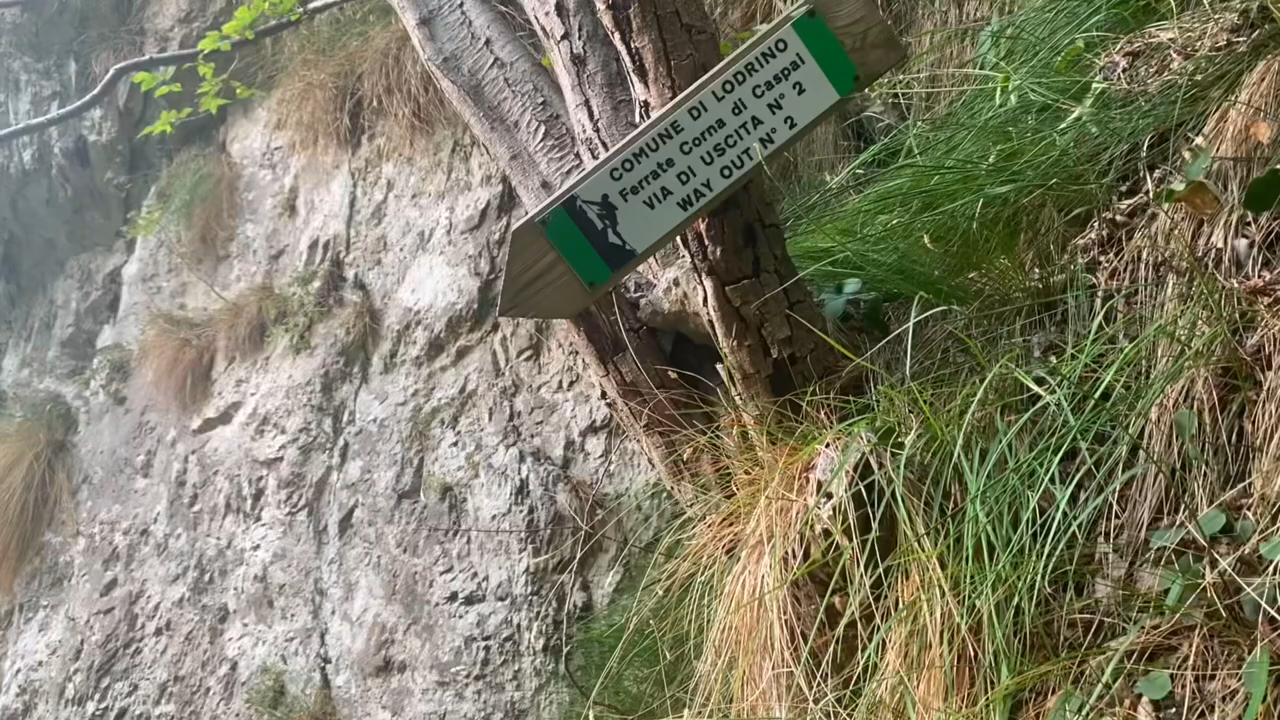 COMUNE DI LODRINO
Ferrate Corna di Caspai
VIA DI USCITA N° 2
WAY OUT N° 2